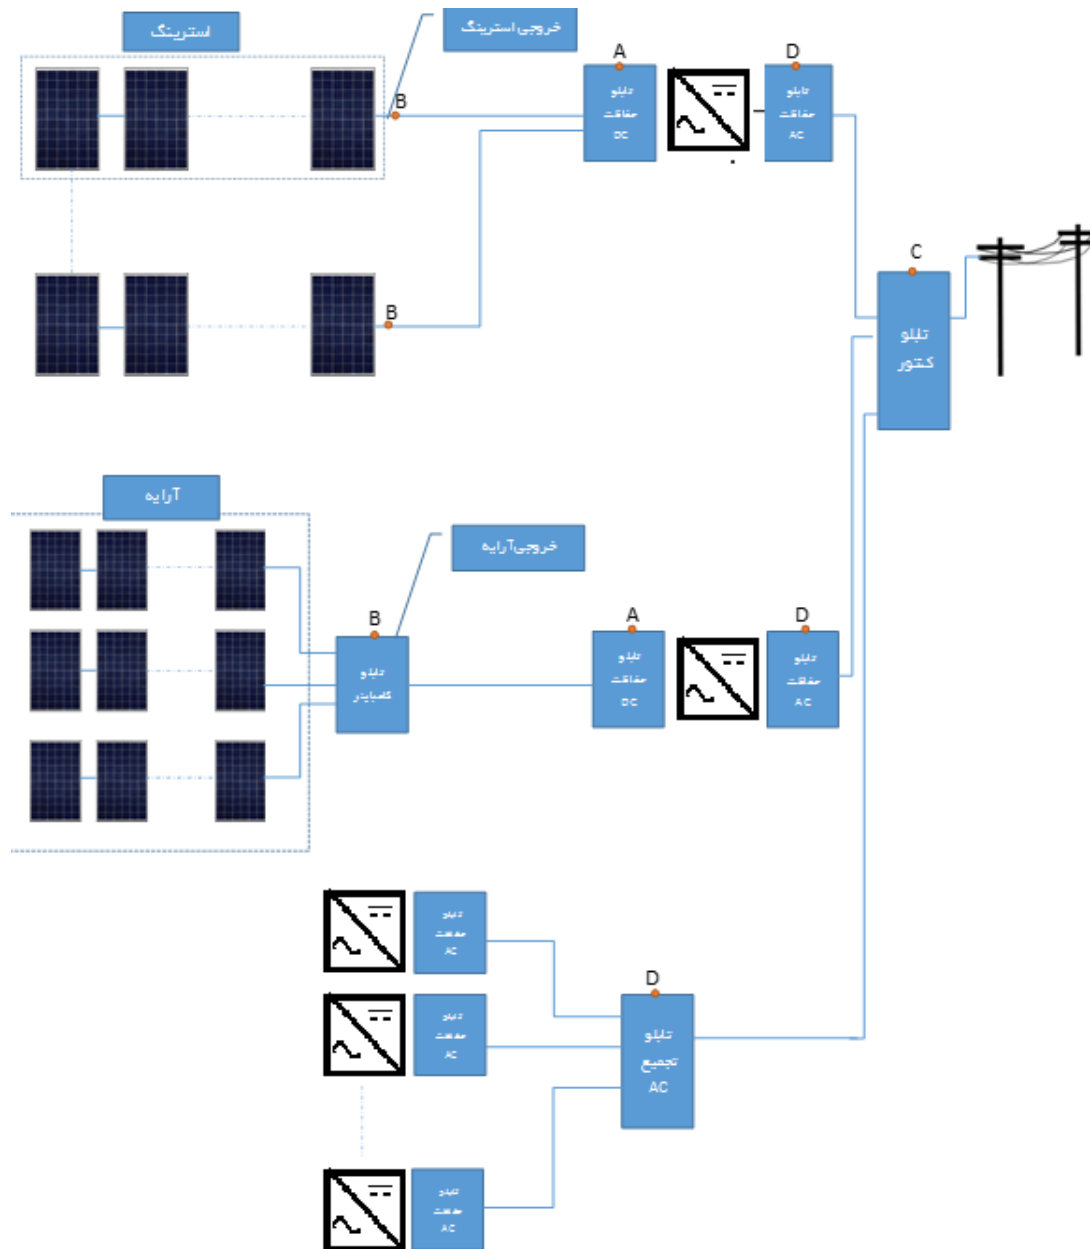 استرینگ
خروجی استرینگ
A
D
B
تابلو
حفاظت
DC
تابلو
حفاظت
AC
B
C
تابلو
کنتور
آرایه
خروجی آرایه
B
A
D
تابلو
کامباینر
تابلو
حفاظت
DC
تابلو
حفاظت
AC
تابلو
حفاظت
AC
D
تابلو
حفاظت
AC
تابلو
تجمیع
AC
تابلو
حفاظت
AC